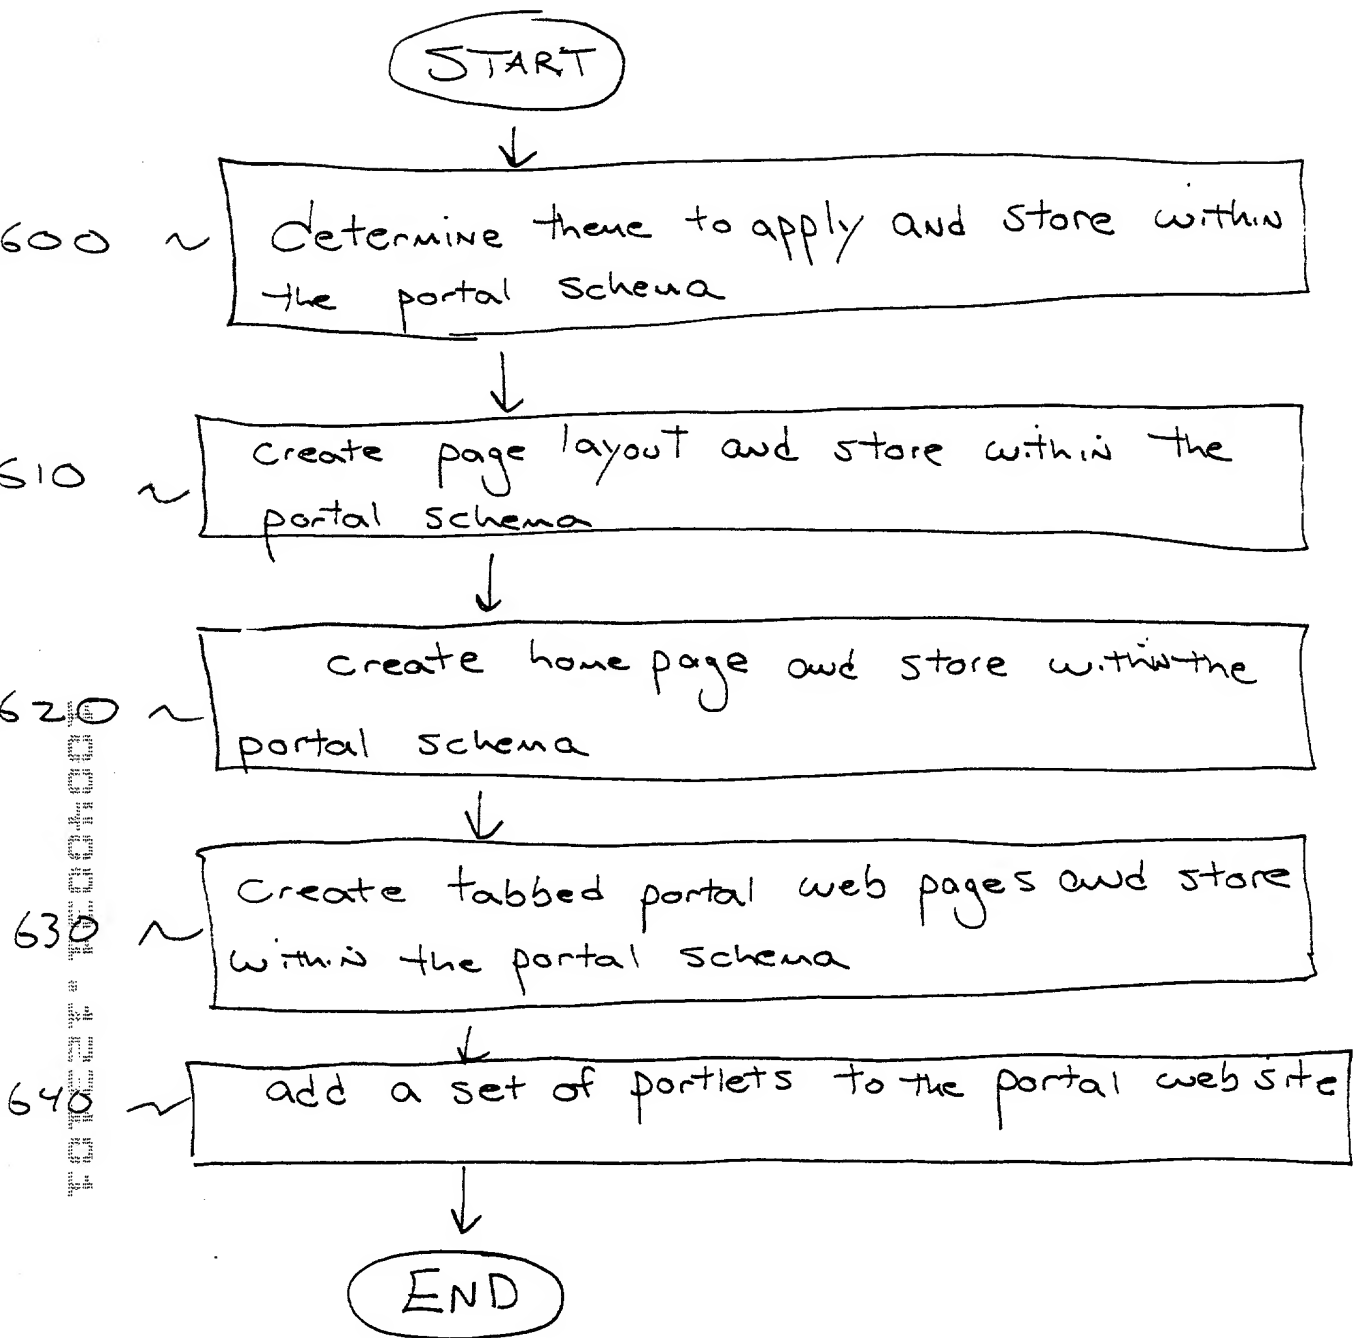 START
600 ~ determine theme to apply and store within
the portal schema
610 ~ create page layout and store within the
portal schema
620 ~ create home page and store within the
portal schema
630 ~ Create tabbed portal web pages and store
within the portal schema
640 ~ add a set of portlets to the portal web site
END